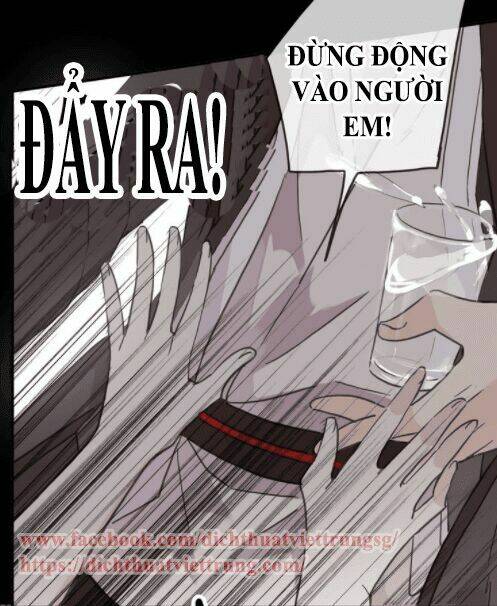 ĐỪNG ĐỘNG
VÀO NGƯỜI
EM!
ĐẨY RA!
www.facebook.com/dichthuatviettrungsg/
https://dichthuatviettrung.com/